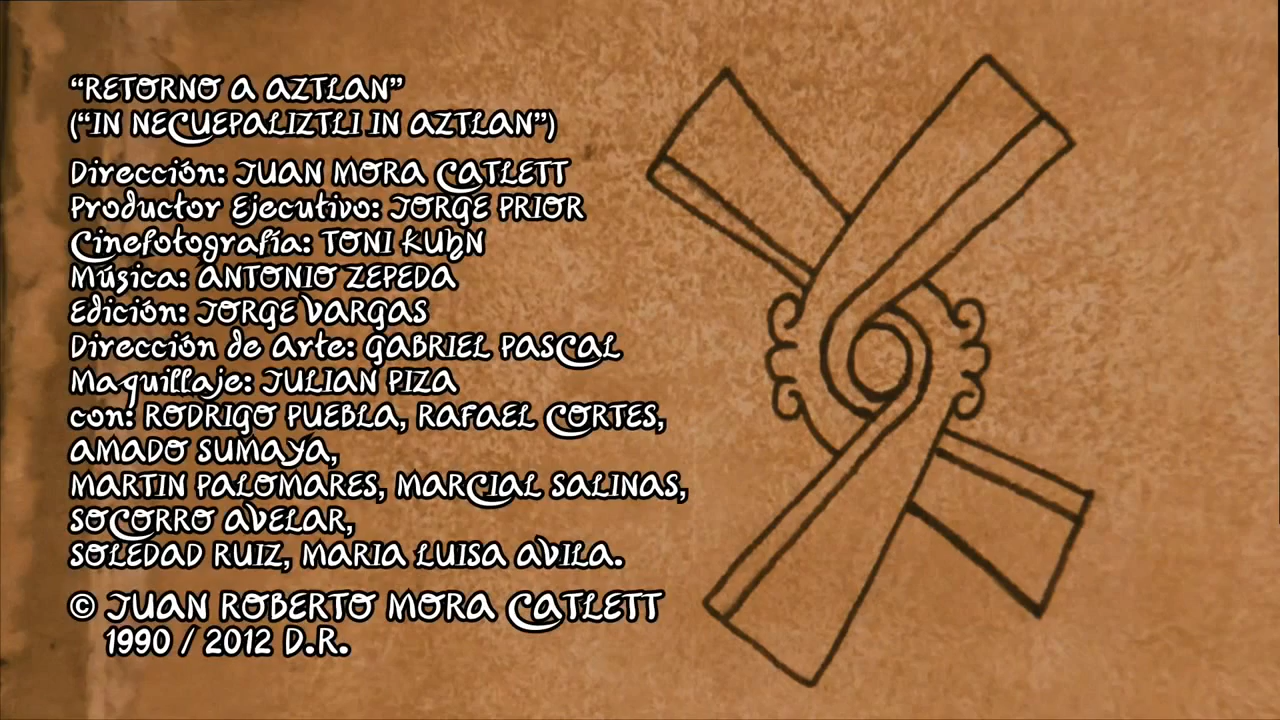 “RETORNO A AZTLAN”
(“IN NECUEPALIZTLI IN AZTLAN”)
Dirección: JUAN MORA CATLETT
Productor Ejecutivo: JORGE PRIOR
Cinefotografía: TONI KUHN
Música: ANTONIO ZEPEDA
Edición: JORGE VARGAS
Dirección de Arte: GABRIEL PASCAL
Maquillaje: JULIAN PIZA
con: RODRIGO PUEBLA, RAFAEL CORTES,
AMADO SUMAYA,
MARTIN PALOMARES, MARCIAL SALINAS,
SOCORRO AVELAR,
SOLEDAD RUIZ, MARIA LUISA AVILA.
© JUAN ROBERTO MORA CATLETT
1990 / 2012 D.R.